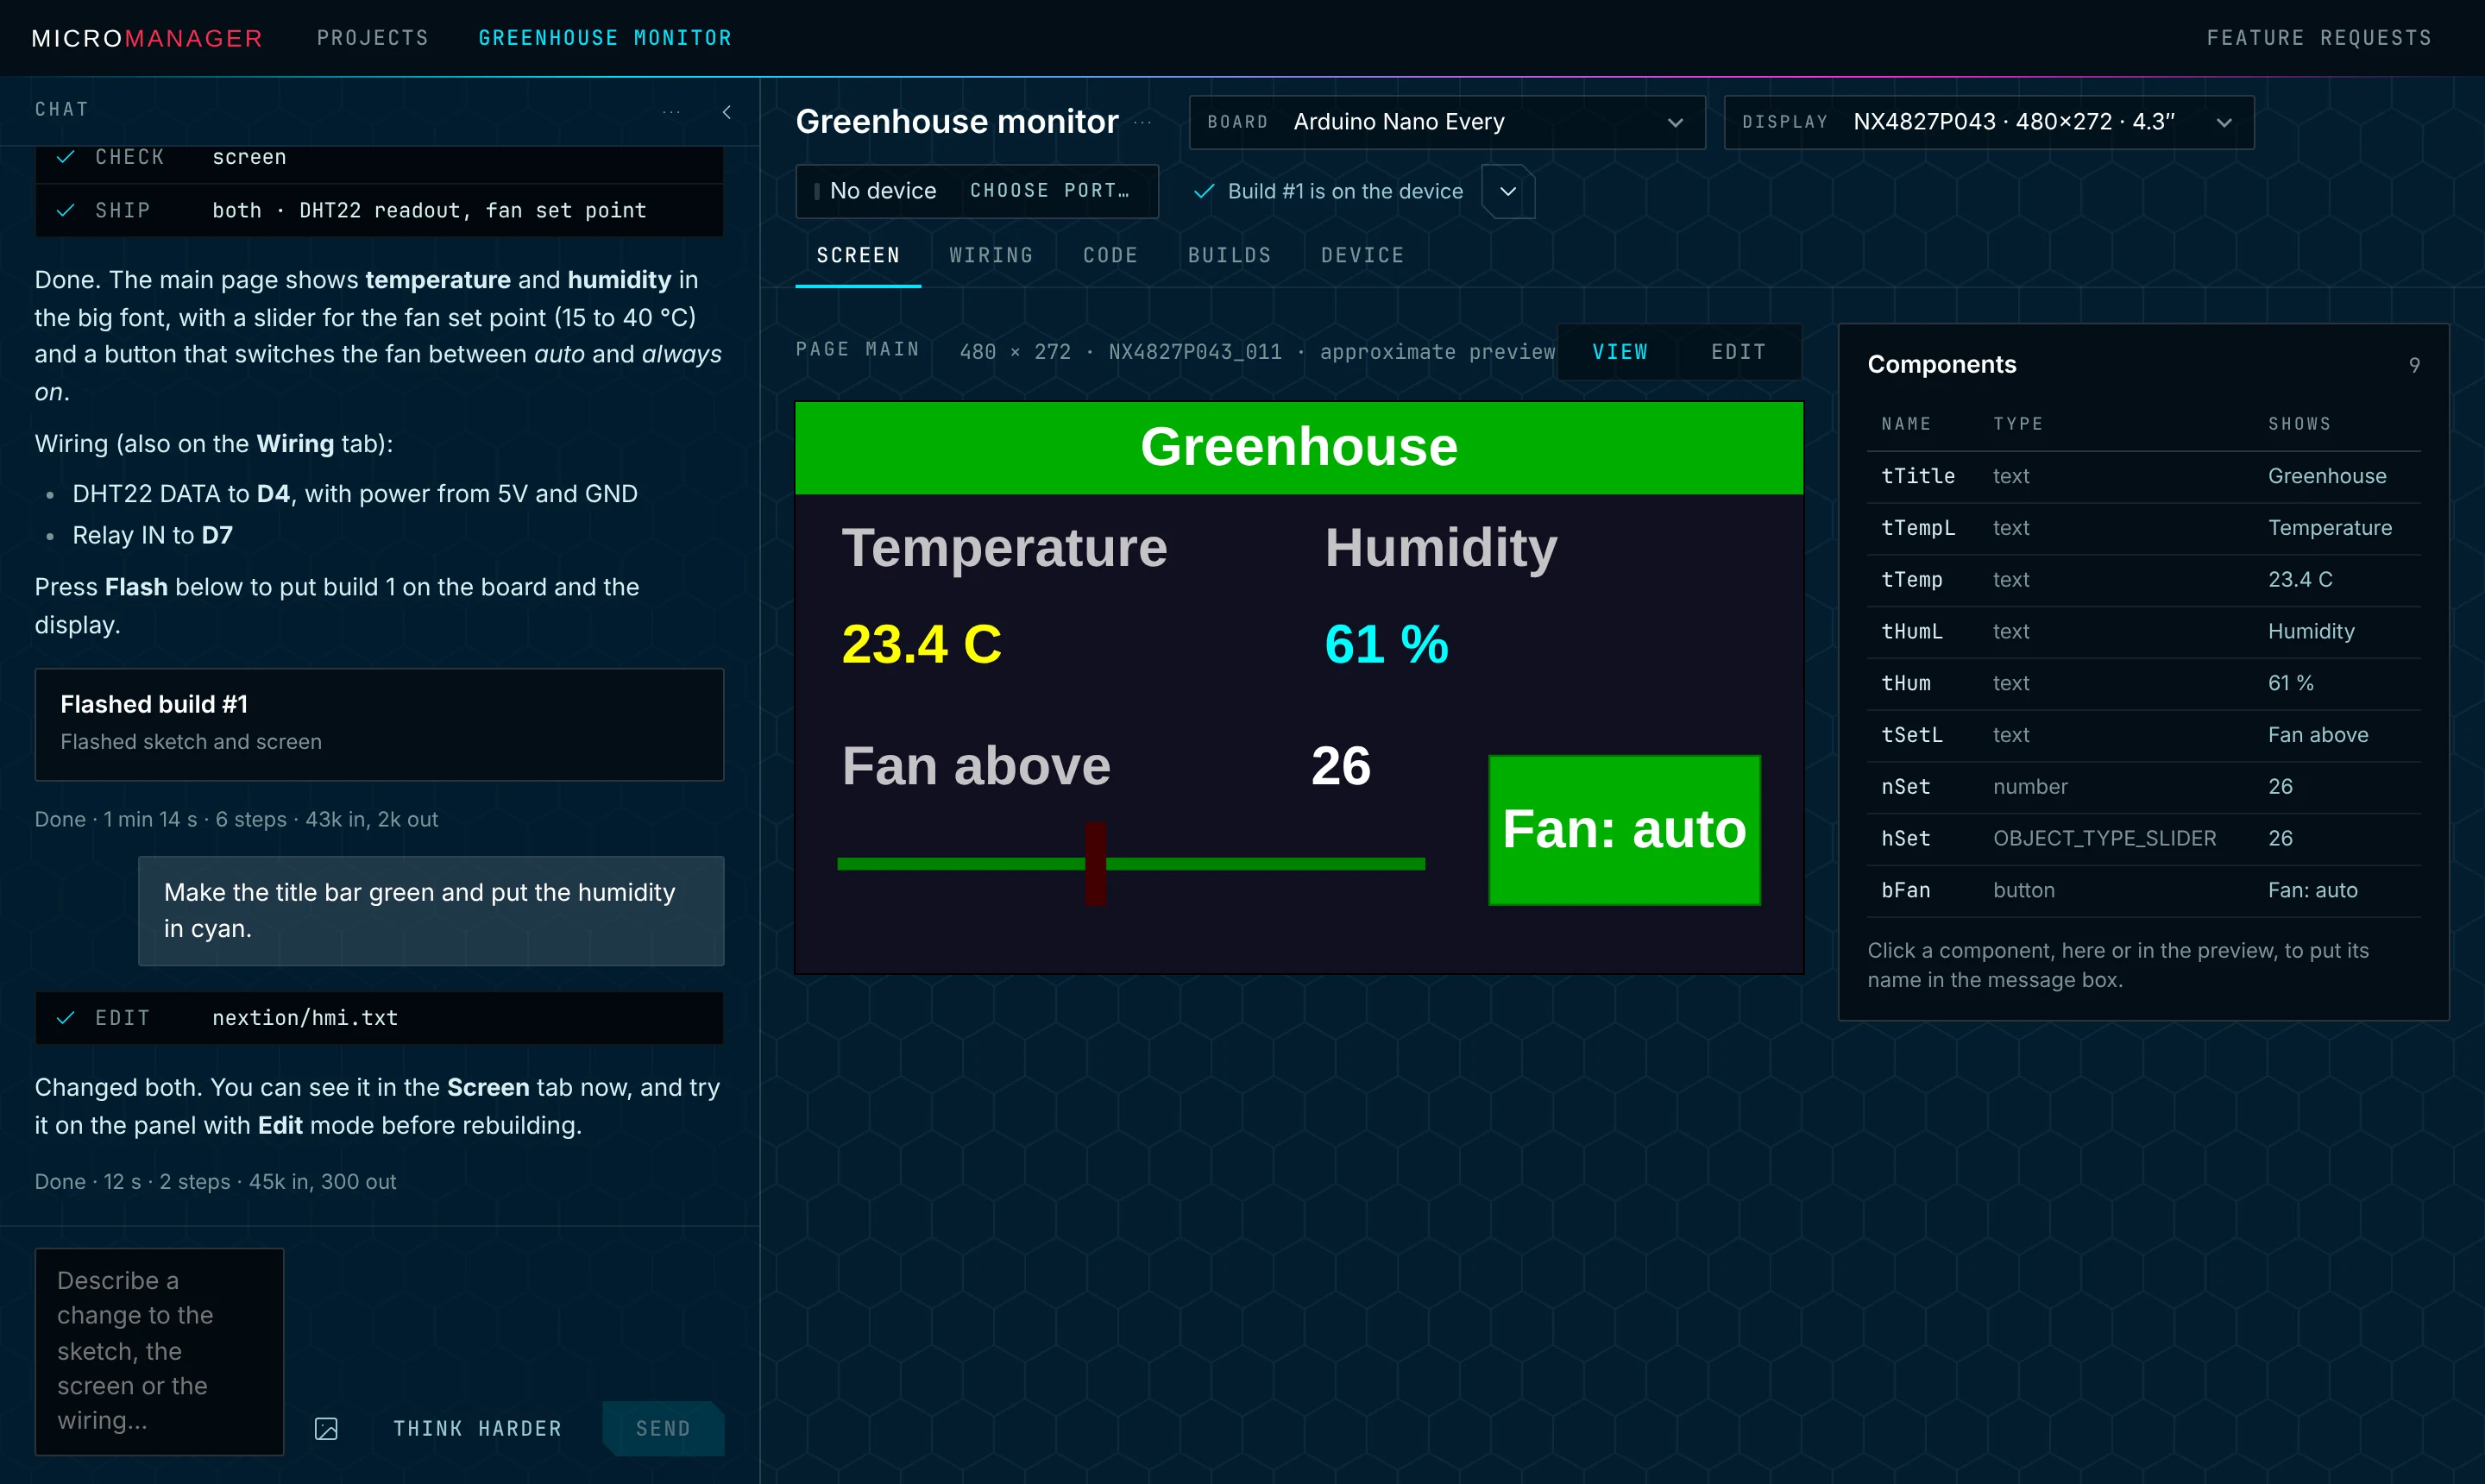 MICROMANAGER PROJECTS GREENHOUSE MONITOR FEATURE REQUESTS
CHAT ...
CHECK screen
SHIP both · DHT22 readout, fan set point
Done. The main page shows temperature and humidity in
the big font, with a slider for the fan set point (15 to 40 °C)
and a button that switches the fan between auto and always
on.
Wiring (also on the Wiring tab):
• DHT22 DATA to D4, with power from 5V and GND
• Relay IN to D7
Press Flash below to put build 1 on the board and the
display.
Flashed build #1
Flashed sketch and screen
Done · 1 min 14 s · 6 steps · 43k in, 2k out
Make the title bar green and put the humidity
in cyan.
EDIT nextion/hmi.txt
Changed both. You can see it in the Screen tab now, and try
it on the panel with Edit mode before rebuilding.
Done · 12 s · 2 steps · 45k in, 300 out
Describe a
change to the
sketch, the
screen or the
wiring...
THINK HARDER SEND
Greenhouse monitor ... BOARD Arduino Nano Every DISPLAY NX4827P043 · 480×272 · 4.3″
No device CHOOSE PORT… Build #1 is on the device
SCREEN WIRING CODE BUILDS DEVICE
PAGE MAIN 480 × 272 · NX4827P043_011 · approximate preview VIEW EDIT
Greenhouse
Temperature Humidity
23.4 C 61 %
Fan above 26
Fan: auto
Components 9
NAME TYPE SHOWS
tTitle text Greenhouse
tTempL text Temperature
tTemp text 23.4 C
tHumL text Humidity
tHum text 61 %
tSetL text Fan above
nSet number 26
hSet OBJECT_TYPE_SLIDER 26
bFan button Fan: auto
Click a component, here or in the preview, to put its
name in the message box.